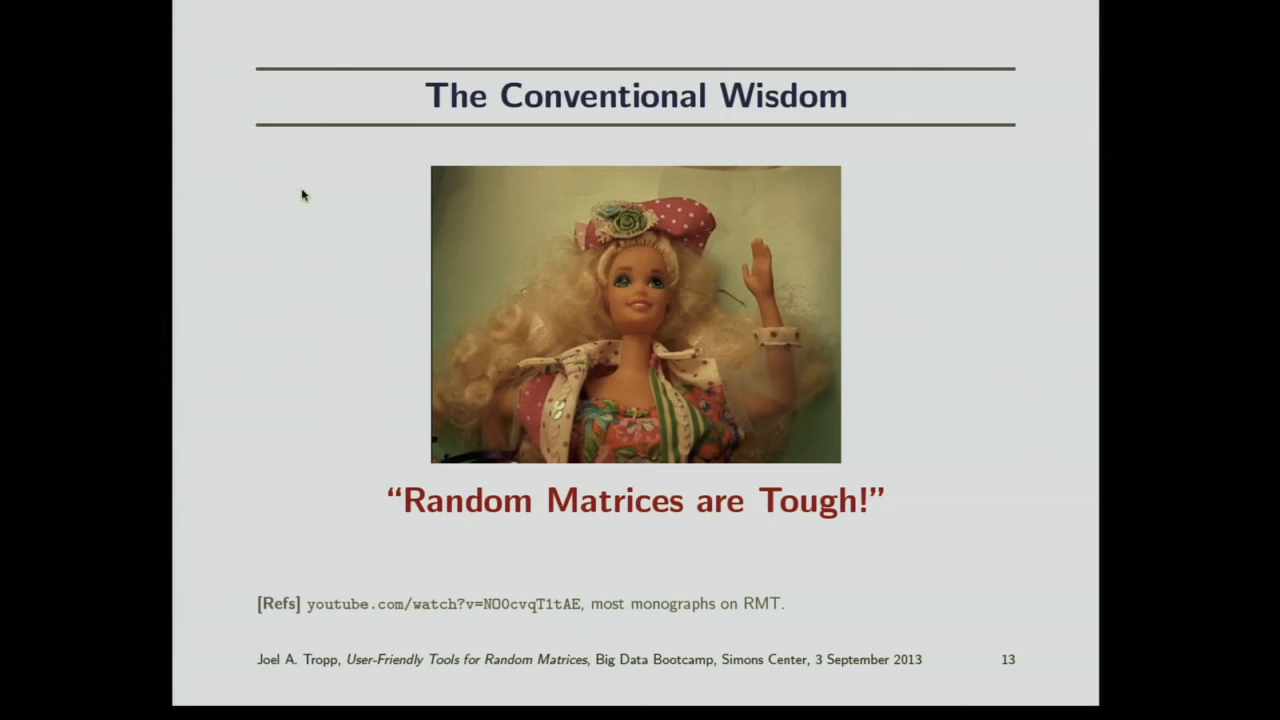 The Conventional Wisdom
“Random Matrices are Tough!”
[Refs] youtube.com/watch?v=NO0cvqT1tAE, most monographs on RMT.
Joel A. Tropp, User-Friendly Tools for Random Matrices, Big Data Bootcamp, Simons Center, 3 September 2013 13